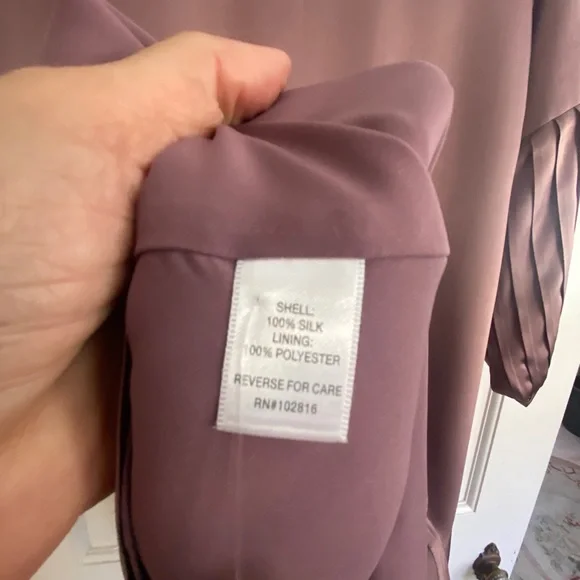 SHELL:
100% SILK
LINING:
100% POLYESTER
REVERSE FOR CARE
RN#102816